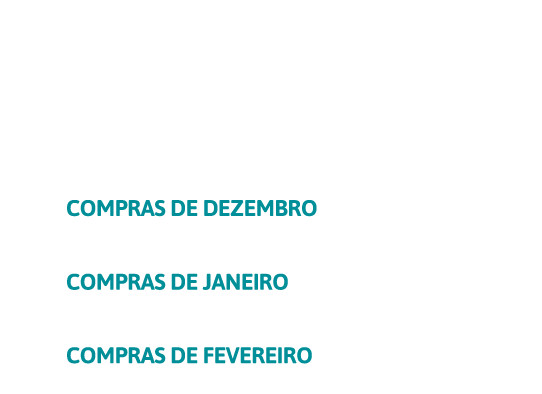 COMPRAS DE DEZEMBRO
COMPRAS DE JANEIRO
COMPRAS DE FEVEREIRO